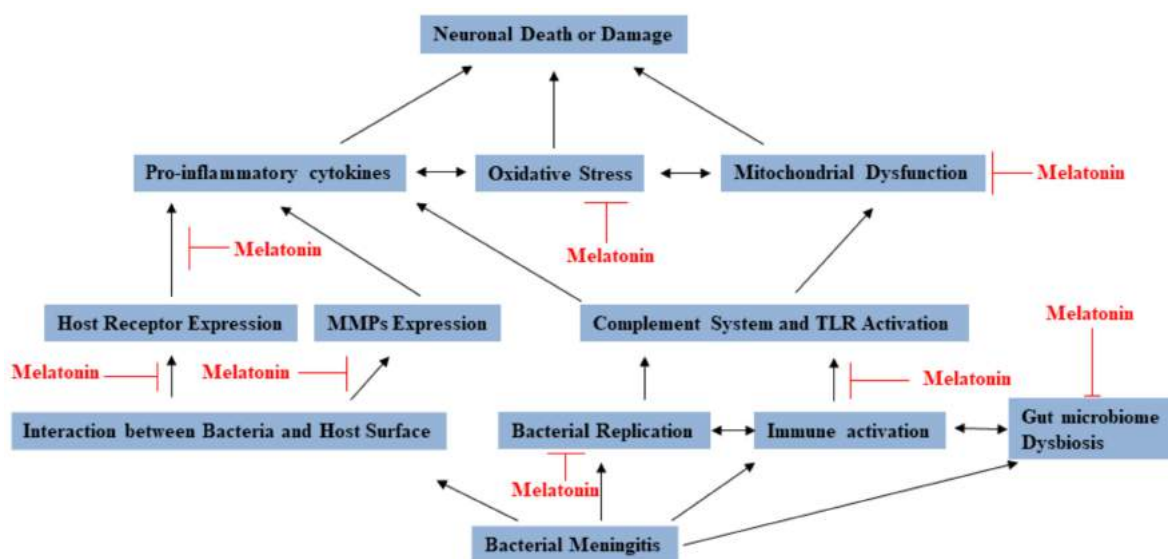 Neuronal Death or Damage
Pro-inflammatory cytokines
Oxidative Stress
Mitochondrial Dysfunction
Melatonin
Melatonin
Melatonin
Host Receptor Expression
MMPs Expression
Complement System and TLR Activation
Melatonin
Melatonin
Melatonin
Melatonin
Interaction between Bacteria and Host Surface
Bacterial Replication
Immune activation
Gut microbiome
Dysbiosis
Melatonin
Bacterial Meningitis